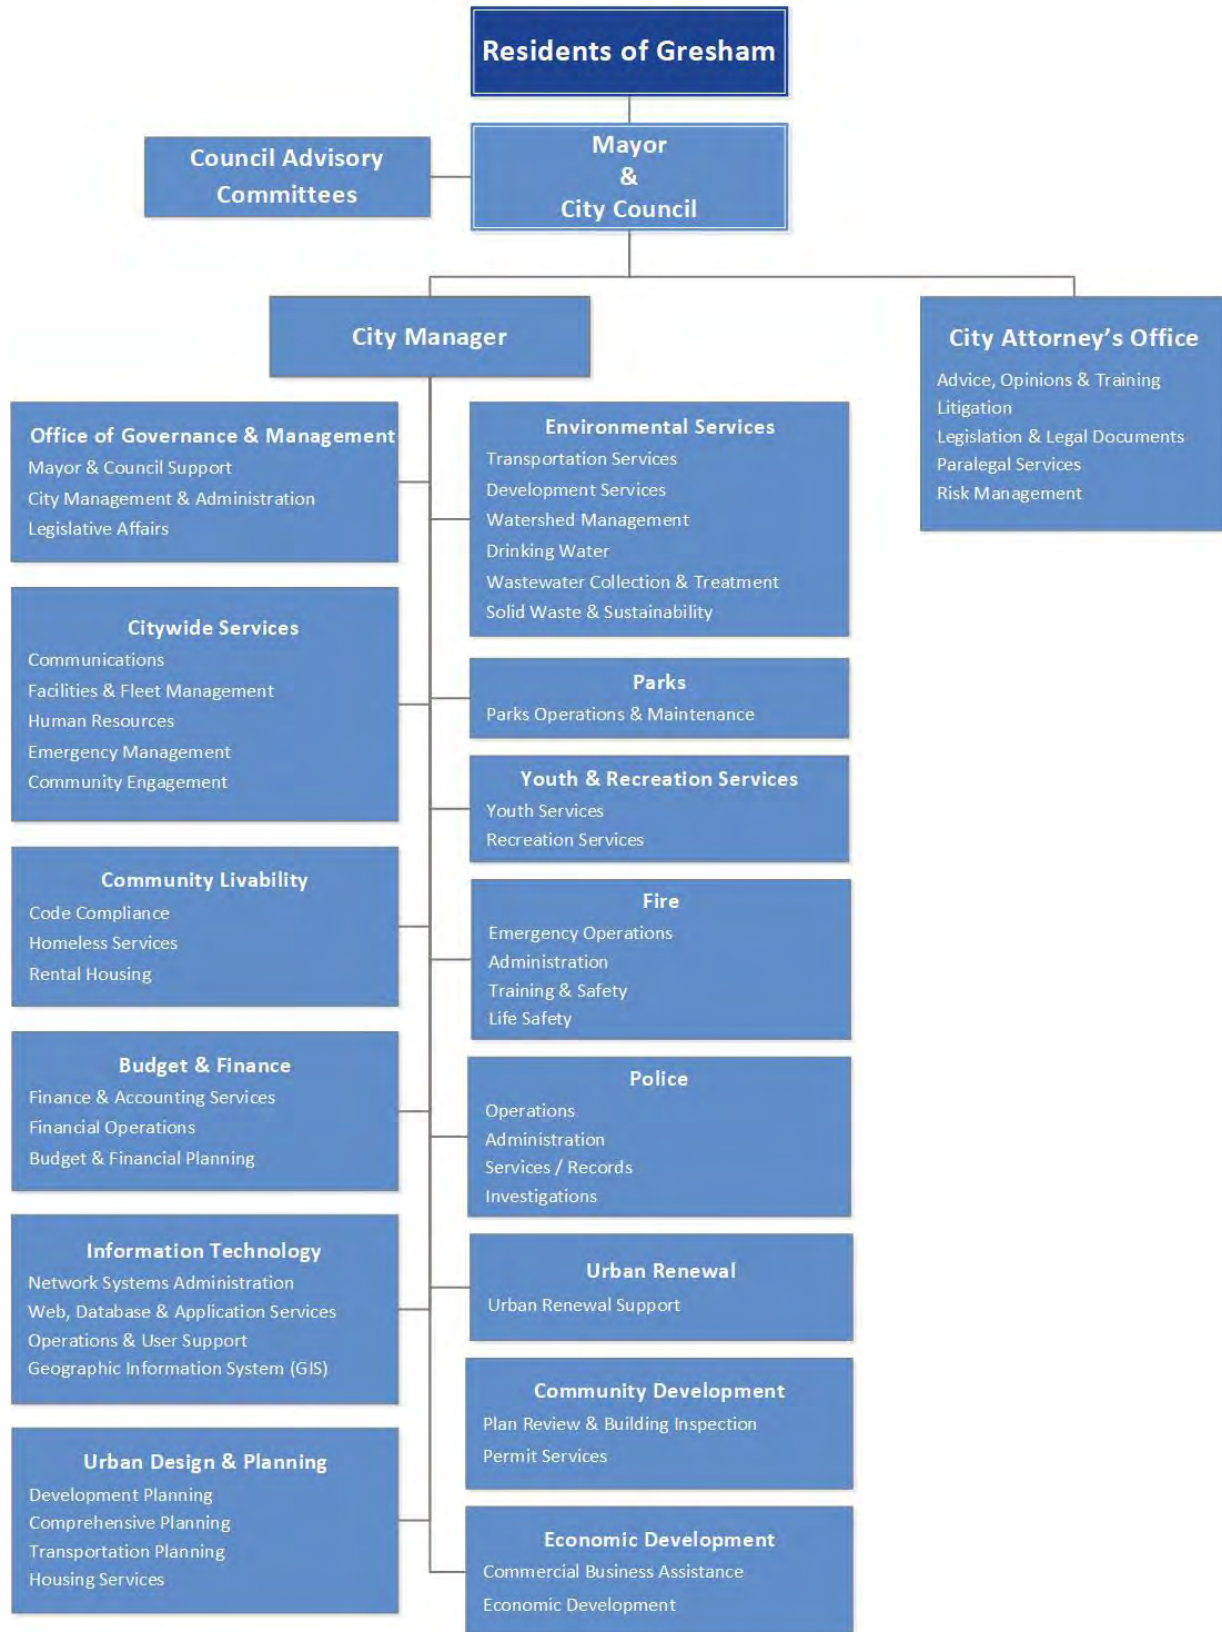 Residents of Gresham
Council Advisory
Committees
Mayor
&
City Council
City Manager
City Attorney’s Office
Advice, Opinions & Training
Litigation
Legislation & Legal Documents
Paralegal Services
Risk Management
Office of Governance & Management
Mayor & Council Support
City Management & Administration
Legislative Affairs
Citywide Services
Communications
Facilities & Fleet Management
Human Resources
Emergency Management
Community Engagement
Community Livability
Code Compliance
Homeless Services
Rental Housing
Budget & Finance
Finance & Accounting Services
Financial Operations
Budget & Financial Planning
Information Technology
Network Systems Administration
Web, Database & Application Services
Operations & User Support
Geographic Information System (GIS)
Urban Design & Planning
Development Planning
Comprehensive Planning
Transportation Planning
Housing Services
Environmental Services
Transportation Services
Development Services
Watershed Management
Drinking Water
Wastewater Collection & Treatment
Solid Waste & Sustainability
Parks
Parks Operations & Maintenance
Youth & Recreation Services
Youth Services
Recreation Services
Fire
Emergency Operations
Administration
Training & Safety
Life Safety
Police
Operations
Administration
Services / Records
Investigations
Urban Renewal
Urban Renewal Support
Community Development
Plan Review & Building Inspection
Permit Services
Economic Development
Commercial Business Assistance
Economic Development